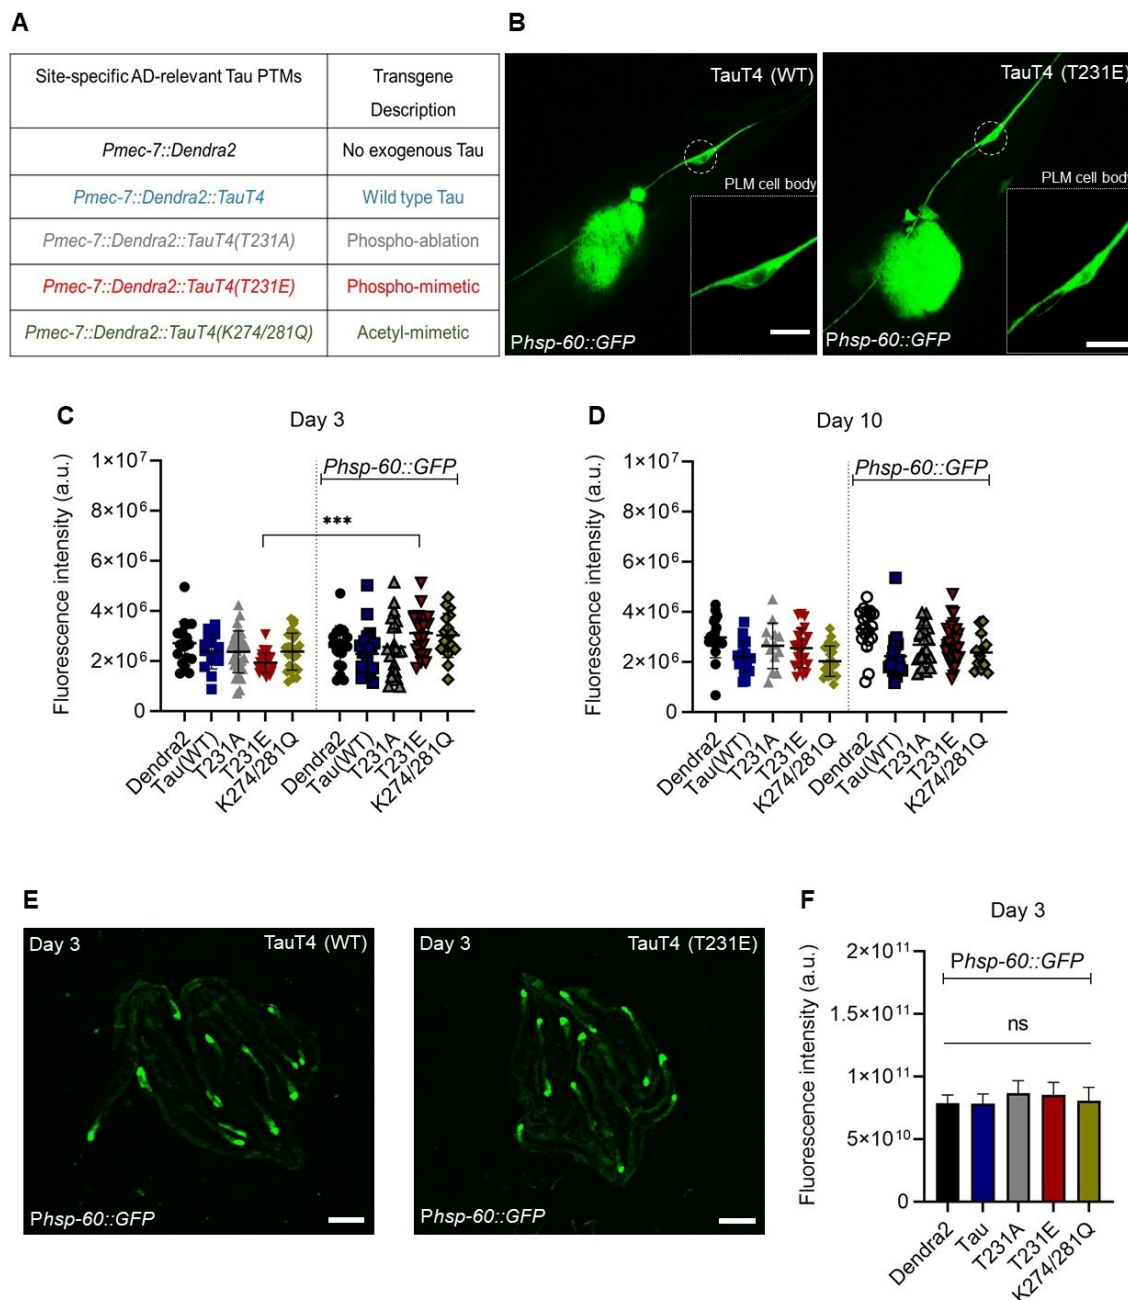 A
Site-specific AD-relevant Tau PTMs
Transgene
Description
Pmec-7::Dendra2
No exogenous Tau
Pmec-7::Dendra2::TauT4
Wild type Tau
Pmec-7::Dendra2::TauT4(T231A)
Phospho-ablation
Pmec-7::Dendra2::TauT4(T231E)
Phospho-mimetic
Pmec-7::Dendra2::TauT4(K274/281Q)
Acetyl-mimetic
B
TauT4 (WT)
PLM cell body
Phsp-60::GFP
TauT4 (T231E)
PLM cell body
Phsp-60::GFP
C
Day 3
Fluorescence intensity (a.u.)
1×10⁷
8×10⁶
6×10⁶
4×10⁶
2×10⁶
0
Phsp-60::GFP
***
Dendra2
Tau(WT)
T231A
T231E
K274/281Q
Dendra2
Tau(WT)
T231A
T231E
K274/281Q
D
Day 10
Fluorescence intensity (a.u.)
1×10⁷
8×10⁶
6×10⁶
4×10⁶
2×10⁶
0
Phsp-60::GFP
Dendra2
Tau(WT)
T231A
T231E
K274/281Q
Dendra2
Tau(WT)
T231A
T231E
K274/281Q
E
Day 3
TauT4 (WT)
Phsp-60::GFP
Day 3
TauT4 (T231E)
Phsp-60::GFP
F
Day 3
Fluorescence intensity (a.u.)
2×10¹¹
1.5×10¹¹
1×10¹¹
5×10¹⁰
0
Phsp-60::GFP
ns
Dendra2
Tau
T231A
T231E
K274/281Q